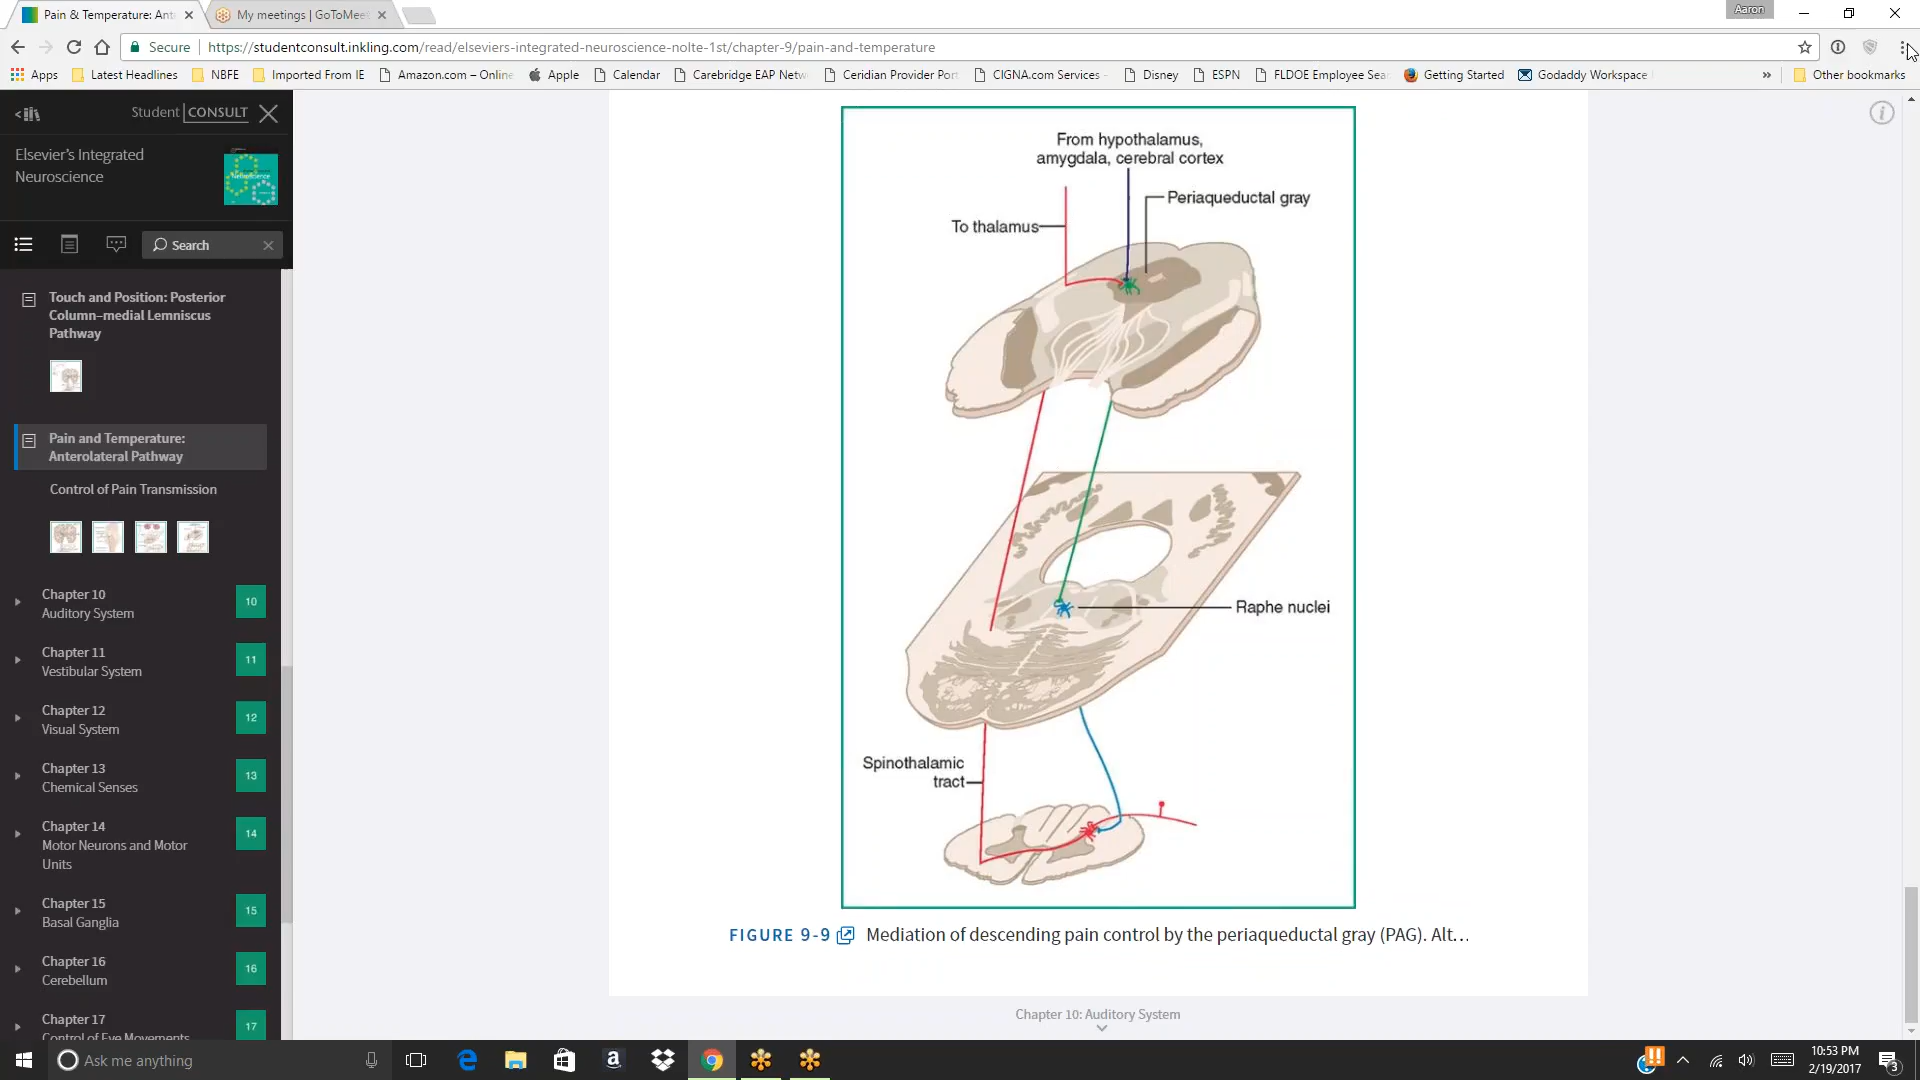 Pain & Temperature: Ant
My meetings | GoToMee
Aaron
Secure
https://studentconsult.inkling.com/read/elseviers-integrated-neuroscience-nolte-1st/chapter-9/pain-and-temperature
Apps
Latest Headlines
NBFE
Imported From IE
Amazon.com – Online
Apple
Calendar
Carebridge EAP Netw
Ceridian Provider Port
CIGNA.com Services -
Disney
ESPN
FLDOE Employee Sea
Getting Started
Godaddy Workspace
»
Other bookmarks
Student CONSULT
Elsevier's Integrated
Neuroscience
Neuroscience
Search
Touch and Position: Posterior
Column–medial Lemniscus
Pathway
Pain and Temperature:
Anterolateral Pathway
Control of Pain Transmission
Chapter 10
Auditory System
10
Chapter 11
Vestibular System
11
Chapter 12
Visual System
12
Chapter 13
Chemical Senses
13
Chapter 14
Motor Neurons and Motor
Units
14
Chapter 15
Basal Ganglia
15
Chapter 16
Cerebellum
16
Chapter 17
Control of Eye Movements
17
From hypothalamus,
amygdala, cerebral cortex
Periaqueductal gray
To thalamus
Raphe nuclei
Spinothalamic
tract
FIGURE 9-9 Mediation of descending pain control by the periaqueductal gray (PAG). Alt…
Chapter 10: Auditory System
Ask me anything
10:53 PM
2/19/2017
3